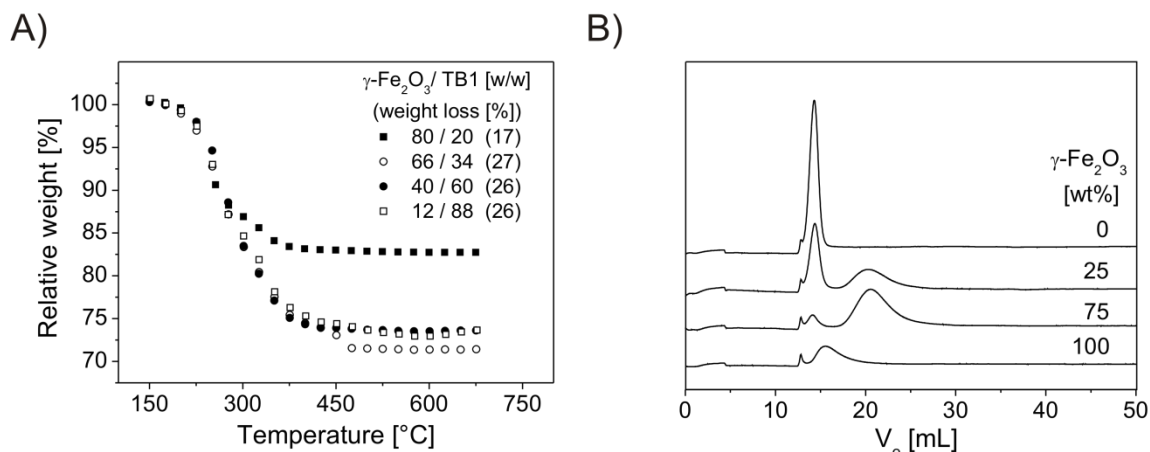 A)
γ-Fe₂O₃/ TB1 [w/w]
(weight loss [%])
80 / 20 (17)
66 / 34 (27)
40 / 60 (26)
12 / 88 (26)
100
95
90
85
80
75
70
Relative weight [%]
150
300
450
600
750
Temperature [°C]
B)
γ-Fe₂O₃
[wt%]
0
25
75
100
0
10
20
30
40
50
Vₑ [mL]